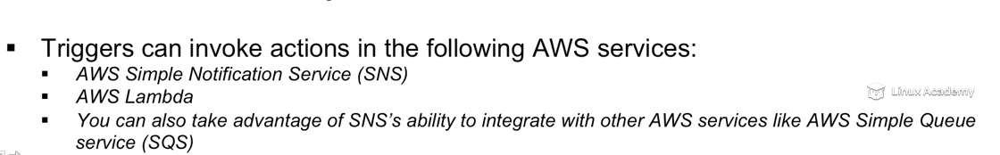 ▪ Triggers can invoke actions in the following AWS services:
▪ AWS Simple Notification Service (SNS)
▪ AWS Lambda
Linux Academy
▪ You can also take advantage of SNS's ability to integrate with other AWS services like AWS Simple Queue
service (SQS)